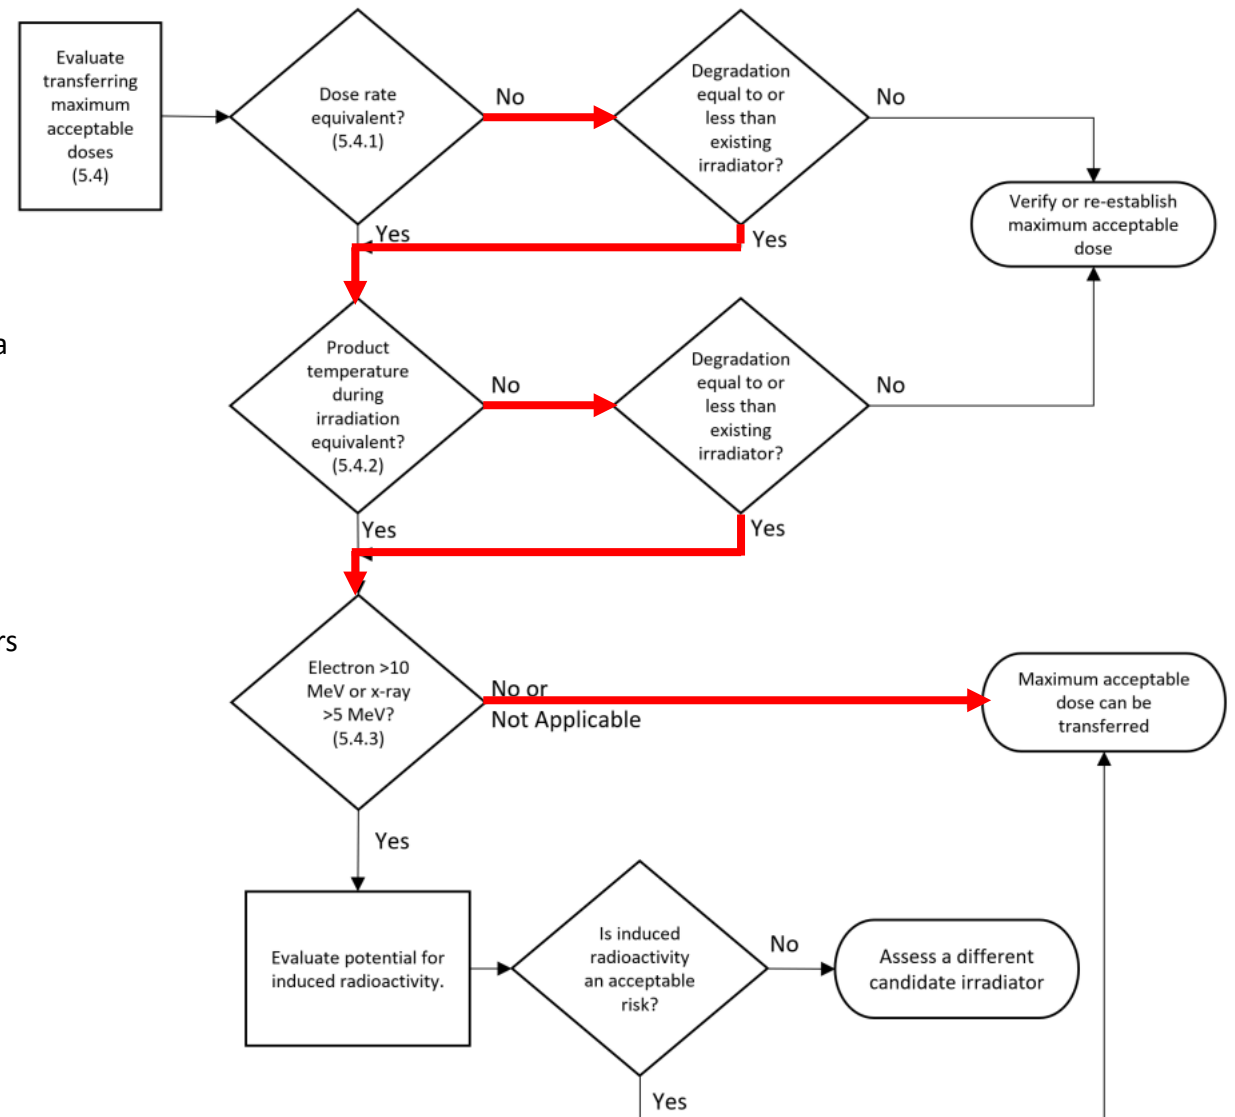 Evaluate
transferring
maximum
acceptable
doses
(5.4)
Dose rate
equivalent?
(5.4.1)
No
Degradation
equal to or
less than
existing
irradiator?
No
Verify or re-establish
maximum acceptable
dose
Yes
Yes
a
Product
temperature
during
irradiation
equivalent?
(5.4.2)
No
Degradation
equal to or
less than
existing
irradiator?
No
Yes
Yes
rs
Electron >10
MeV or x-ray
>5 MeV?
(5.4.3)
No or
Not Applicable
Maximum acceptable
dose can be
transferred
Yes
Evaluate potential for
induced radioactivity.
Is induced
radioactivity
an acceptable
risk?
No
Assess a different
candidate irradiator
Yes